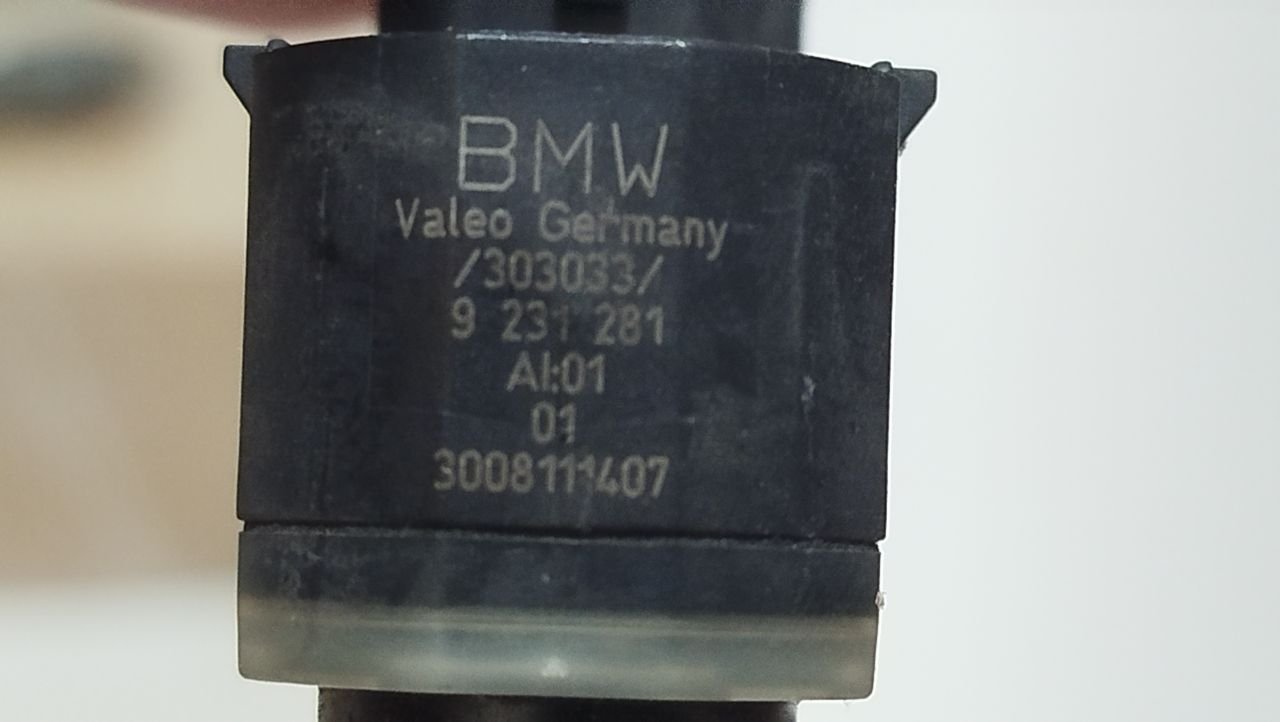 BMW
Valeo Germany
/303033/
9 231 281
AI:01
01
3008111407